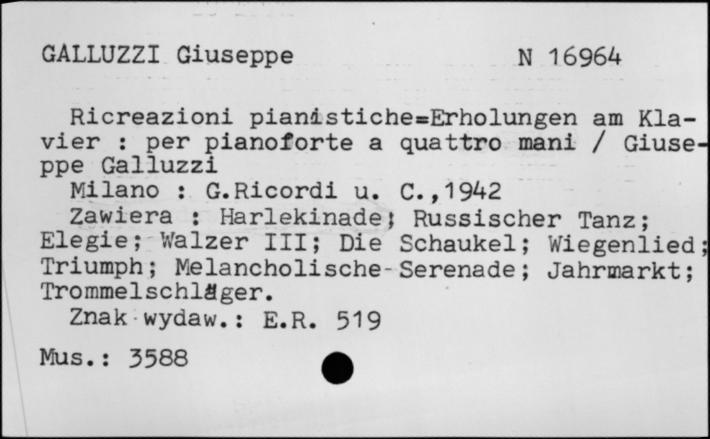 GALLUZZI Giuseppe N 16964
Ricreazioni pianistiche=Erholungen am Kla-
vier : per pianoforte a quattro mani / Giuse-
ppe Galluzzi
Milano : G.Ricordi u. C.,1942
Zawiera : Harlekinade; Russischer Tanz;
Elegie; Walzer III; Die Schaukel; Wiegenlied;
Triumph; Melancholische Serenade; Jahrmarkt;
Trommelschläger.
Znak wydaw.: E.R. 519
Mus.: 3588